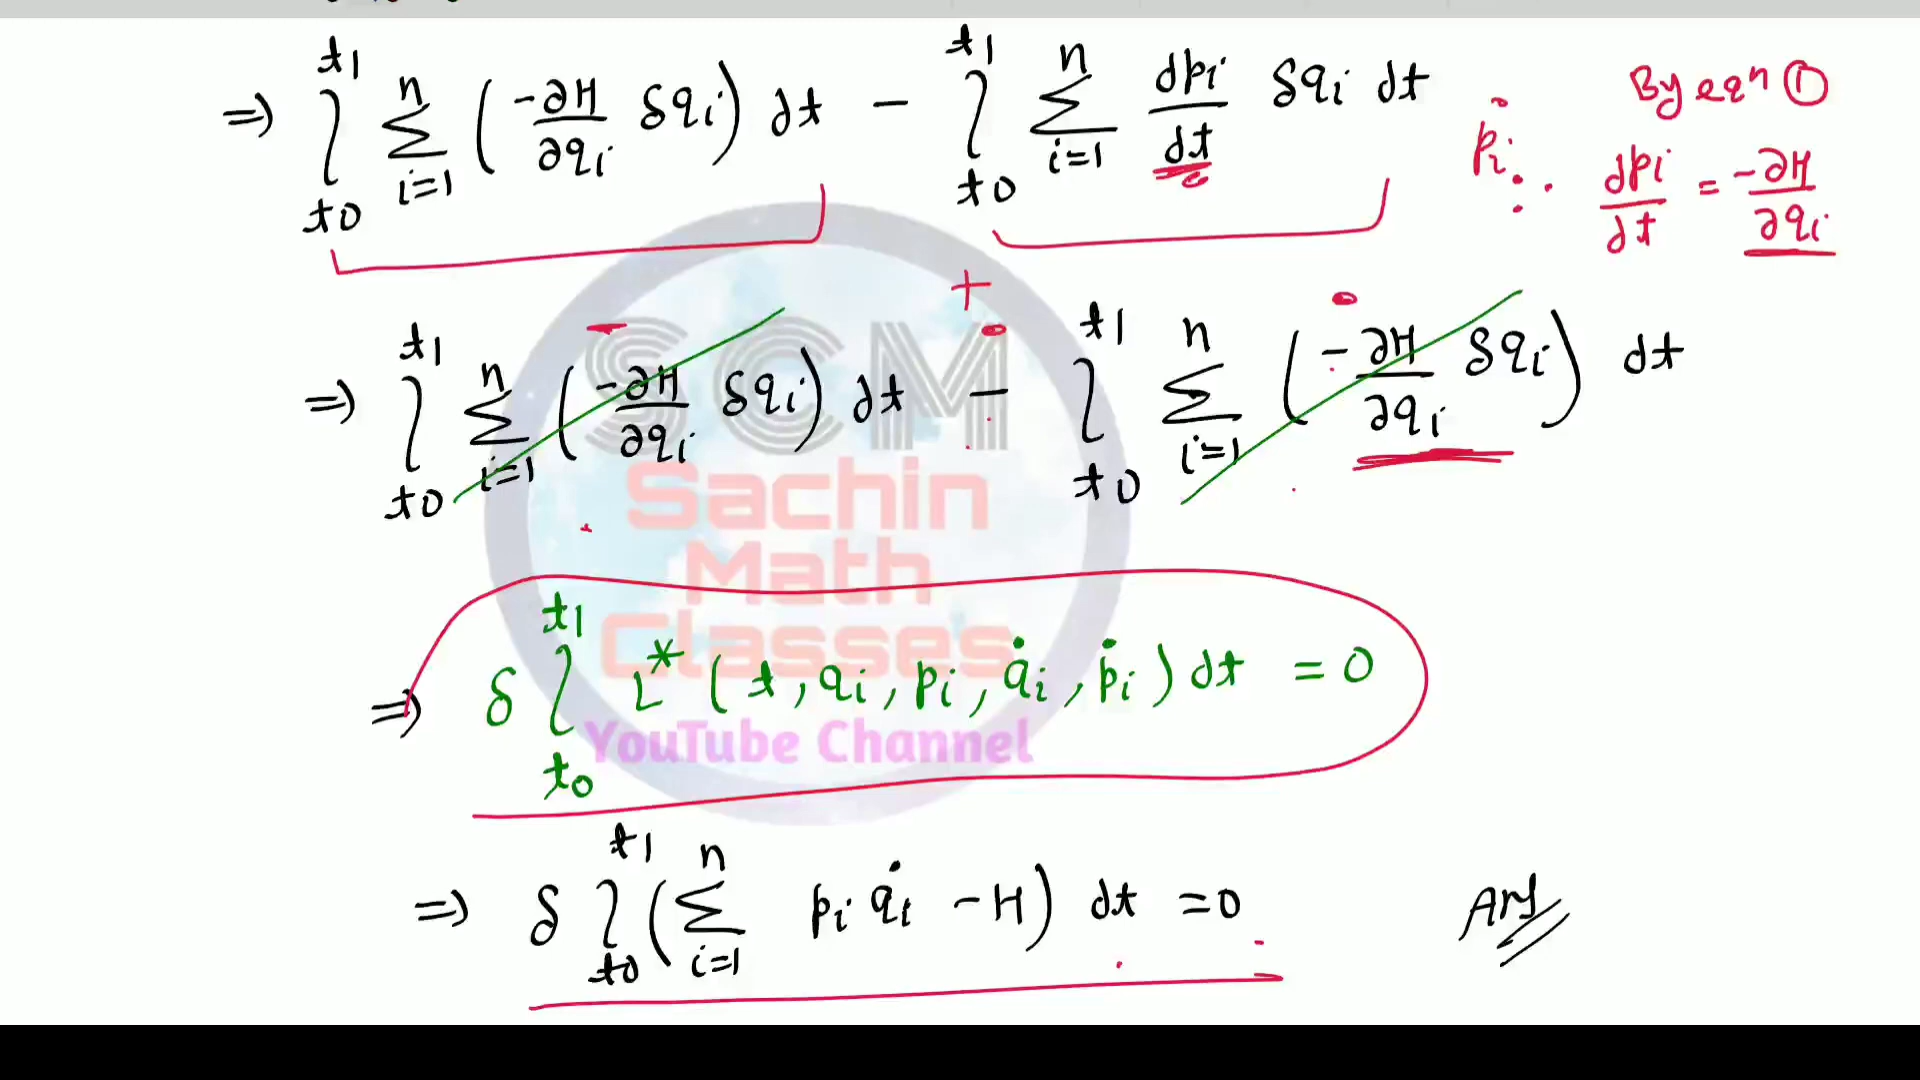 => ∫_{t0}^{t1} Σ_{i=1}^{n} (-∂H/∂qi δqi) dt - ∫_{t0}^{t1} Σ_{i=1}^{n} dpi/dt δqi dt
By eqn ①
ṗi
∵ dpi/dt = -∂H/∂qi
- +
=> ∫_{t0}^{t1} Σ_{i=1}^{n} (-∂H/∂qi δqi) dt - ∫_{t0}^{t1} Σ_{i=1}^{n} (-∂H/∂qi δqi) dt
SCM
Sachin
Math
Classes
YouTube Channel
=> δ ∫_{t0}^{t1} L* (t, qi, pi, q̇i, ṗi) dt = 0
=> δ ∫_{t0}^{t1} (Σ_{i=1}^{n} pi q̇i - H) dt = 0
Ans